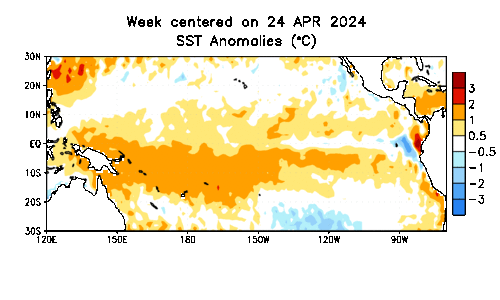 Week centered on 24 APR 2024
SST Anomalies (°C)
30N
20N
10N
EQ
10S
20S
30S
120E 150E 180 150W 120W 90W
3
2
1
0.5
-0.5
-1
-2
-3